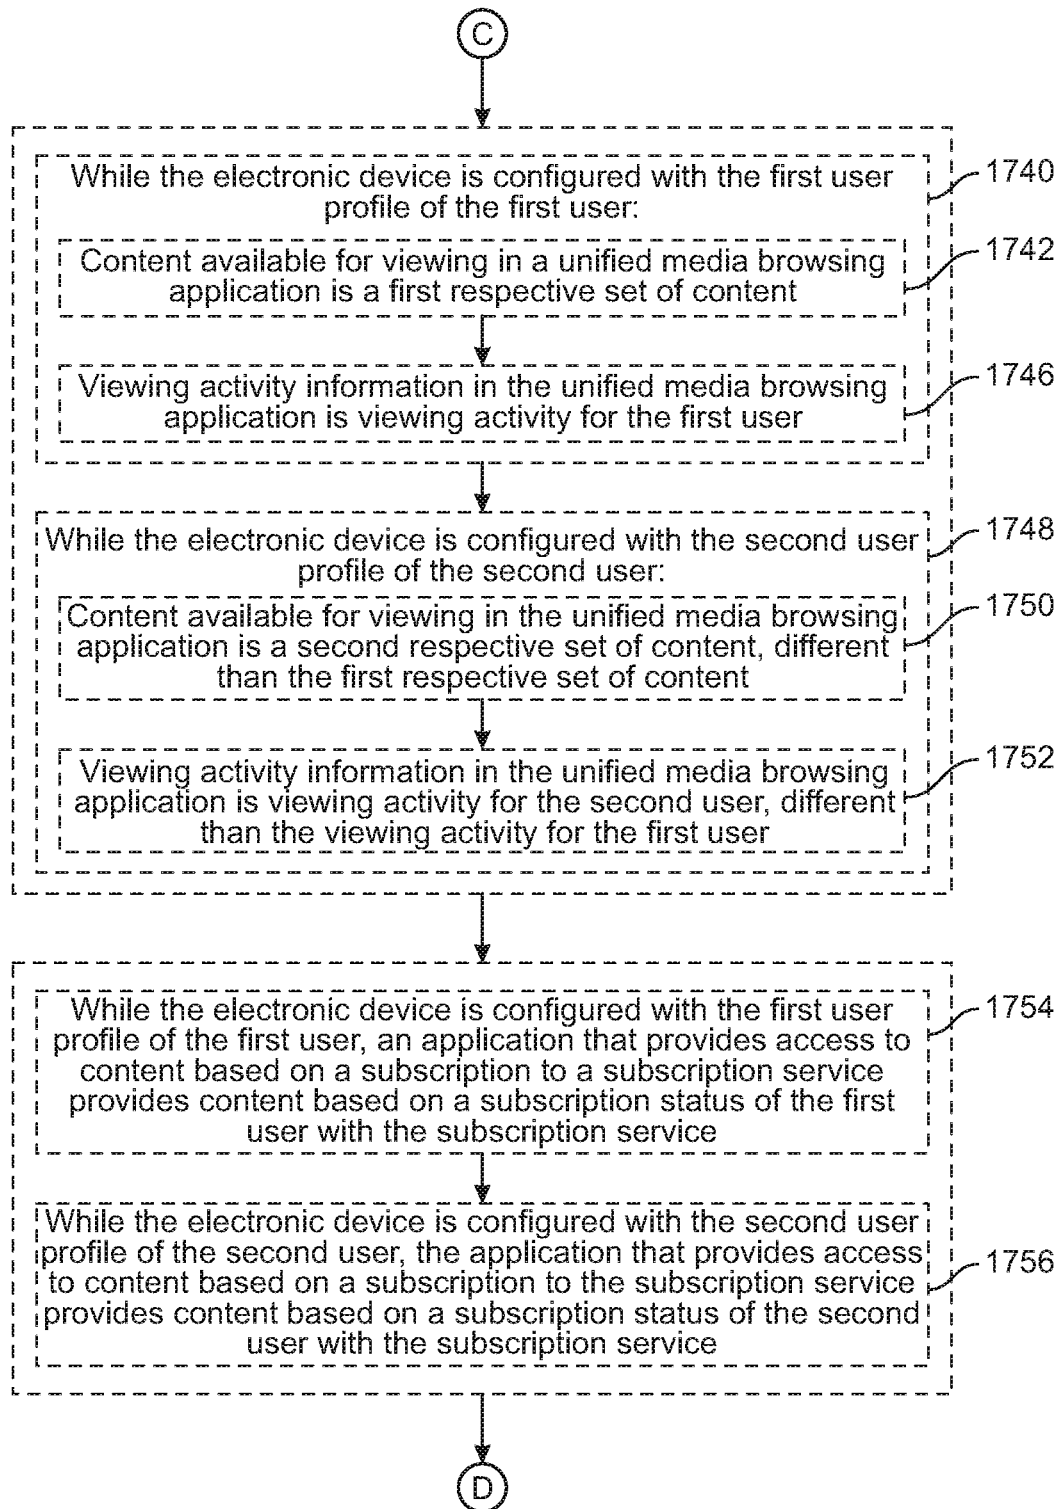 C
While the electronic device is configured with the first user
profile of the first user:
1740
Content available for viewing in a unified media browsing
application is a first respective set of content
1742
Viewing activity information in the unified media browsing
application is viewing activity for the first user
1746
While the electronic device is configured with the second user
profile of the second user:
1748
Content available for viewing in the unified media browsing
application is a second respective set of content, different
than the first respective set of content
1750
Viewing activity information in the unified media browsing
application is viewing activity for the second user, different
than the viewing activity for the first user
1752
While the electronic device is configured with the first user
profile of the first user, an application that provides access to
content based on a subscription to a subscription service
provides content based on a subscription status of the first
user with the subscription service
1754
While the electronic device is configured with the second user
profile of the second user, the application that provides access
to content based on a subscription to the subscription service
provides content based on a subscription status of the second
user with the subscription service
1756
D